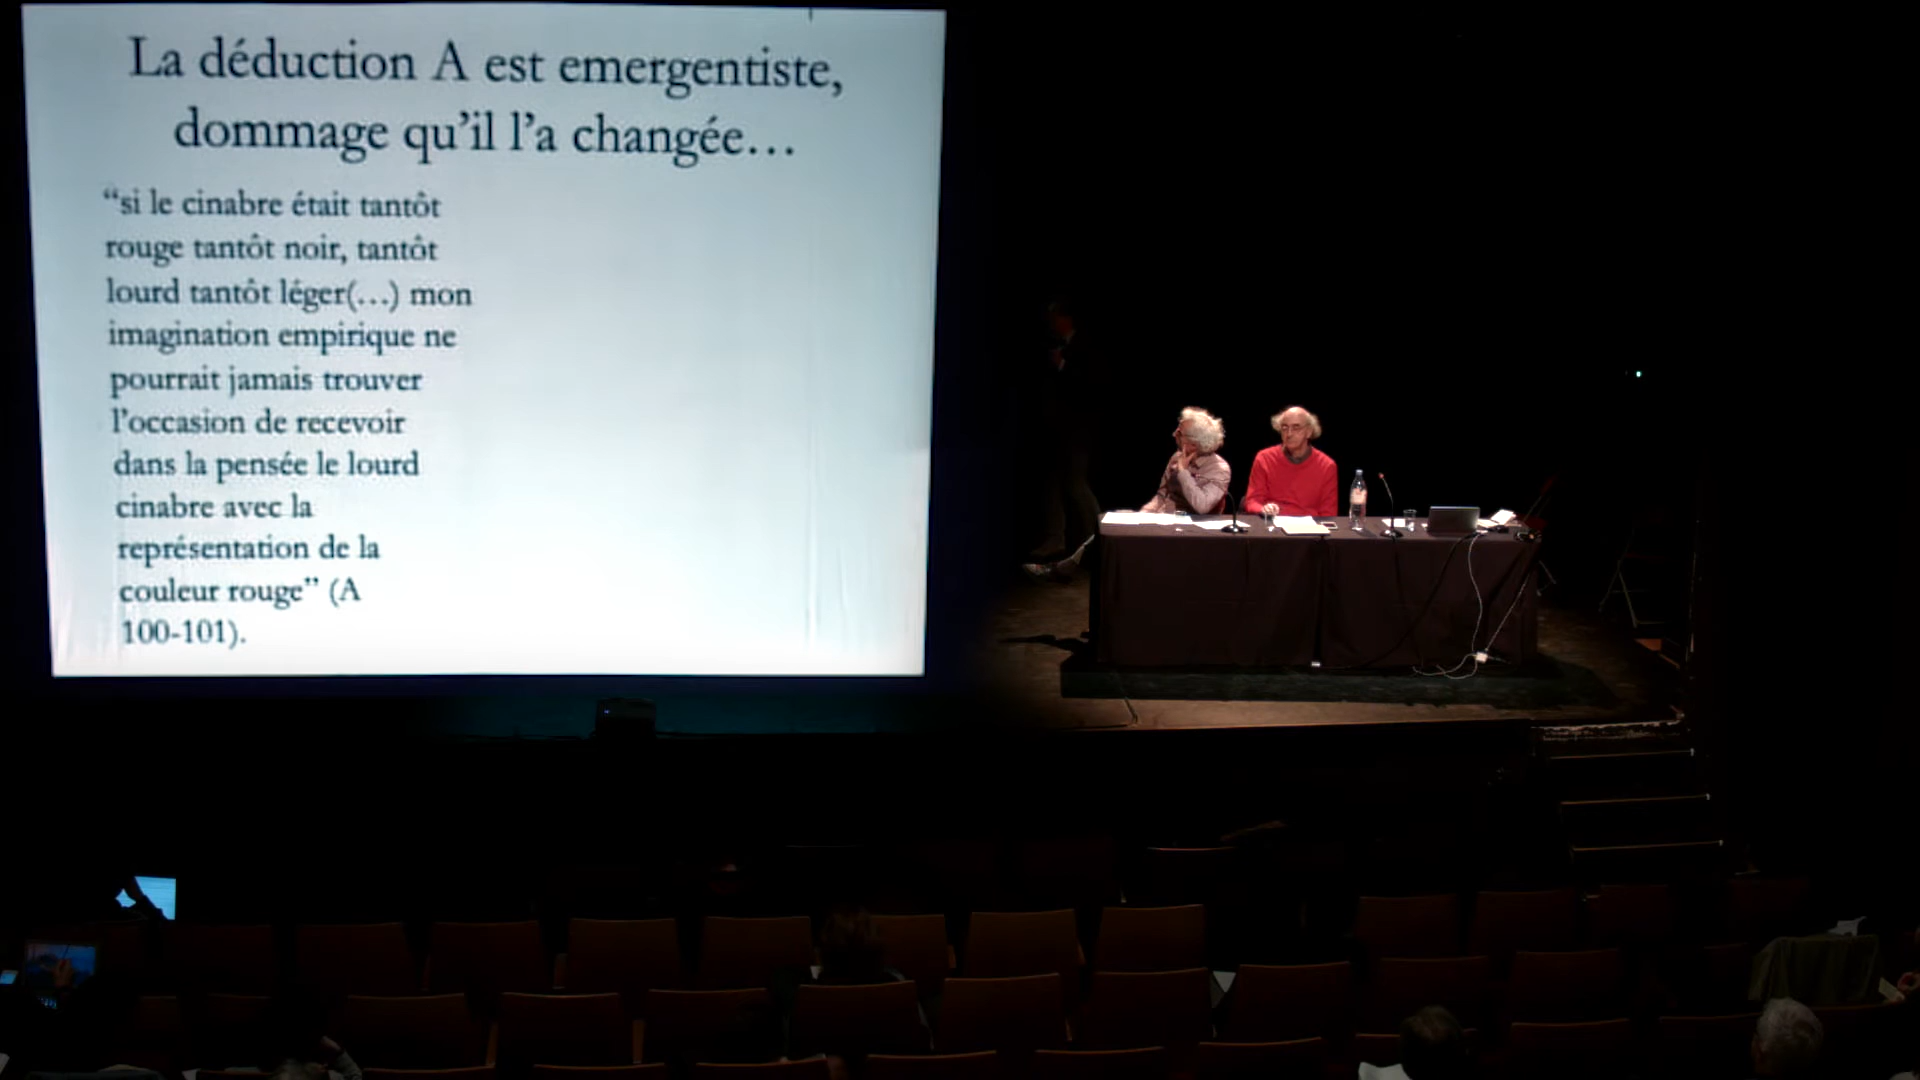 La déduction A est emergentiste,
dommage qu'il l'a changée…
“si le cinabre était tantôt
rouge tantôt noir, tantôt
lourd tantôt léger(…) mon
imagination empirique ne
pourrait jamais trouver
l'occasion de recevoir
dans la pensée le lourd
cinabre avec la
représentation de la
couleur rouge” (A
100-101).